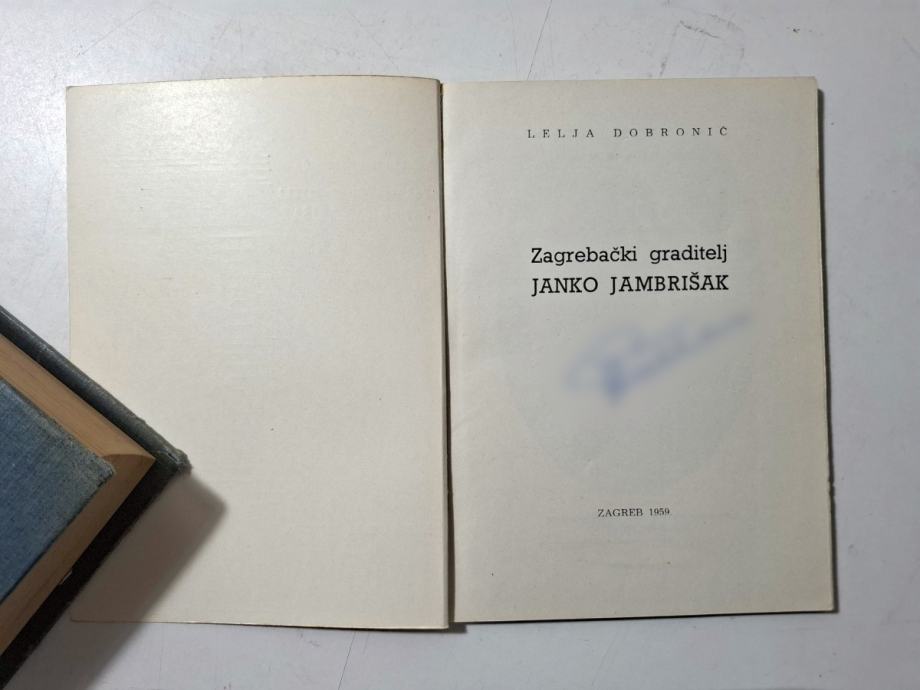 LELJA DOBRONIĆ
Zagrebački graditelj
JANKO JAMBRIŠAK
ZAGREB 1959